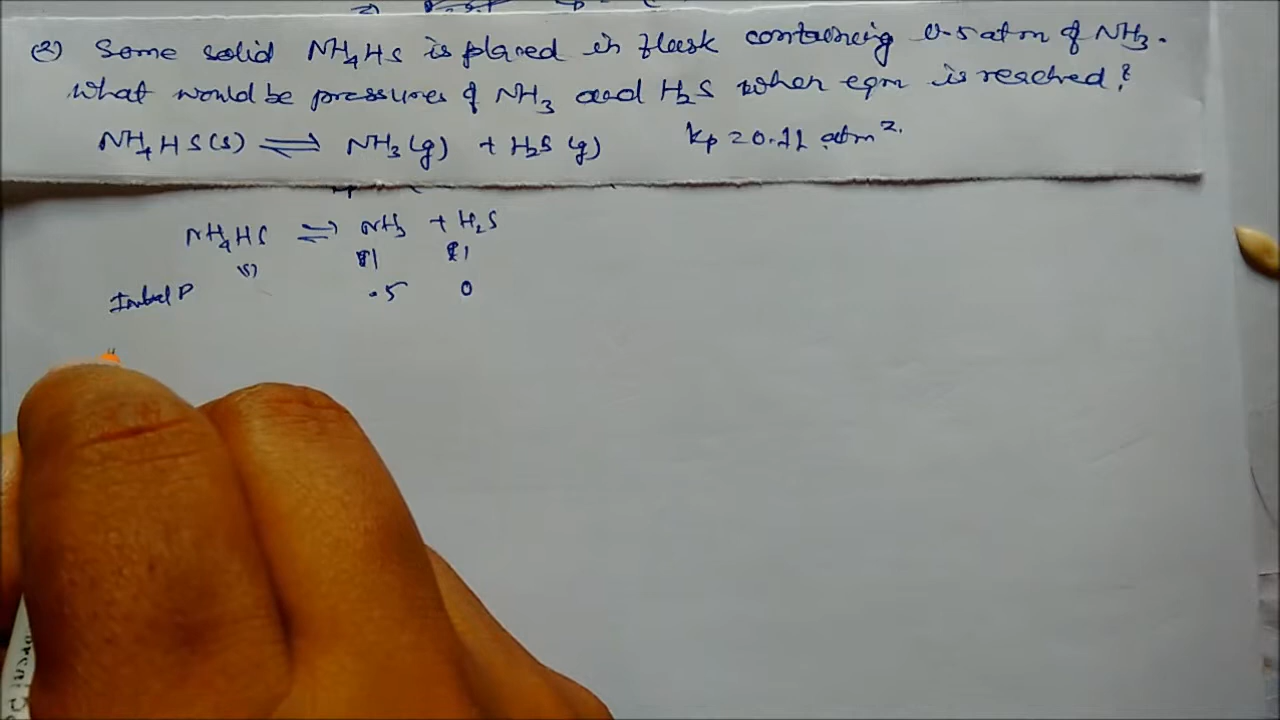 (2) Some solid NH4HS is placed in flask containing 0.5 atm of NH3.
What would be pressures of NH3 and H2S when eqm is reached?
NH4HS(s) ⇌ NH3(g) + H2S(g) kp = 0.11 atm2.
NH4HS ⇌ NH3 + H2S
(s)
Initial P .5 0